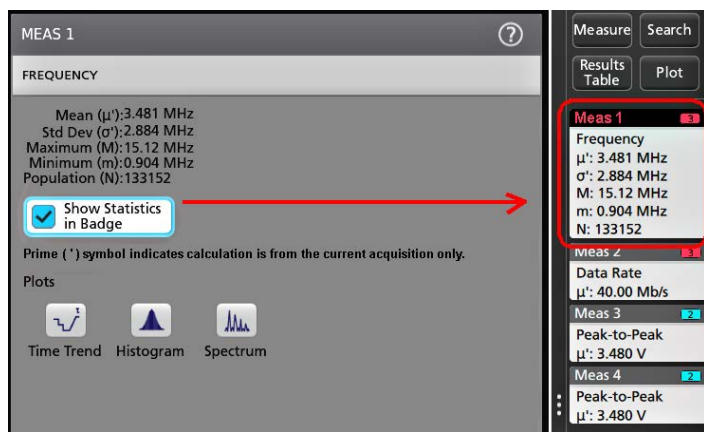 MEAS 1
?
FREQUENCY
Mean (µ'):3.481 MHz
Std Dev (σ'):2.884 MHz
Maximum (M):15.12 MHz
Minimum (m):0.904 MHz
Population (N):133152
Show Statistics
in Badge
Prime (') symbol indicates calculation is from the current acquisition only.
Plots
Time Trend
Histogram
Spectrum
Measure
Search
Results
Table
Plot
Meas 1 3
Frequency
µ': 3.481 MHz
σ': 2.884 MHz
M: 15.12 MHz
m: 0.904 MHz
N: 133152
Meas 2 3
Data Rate
µ': 40.00 Mb/s
Meas 3 2
Peak-to-Peak
µ': 3.480 V
Meas 4 2
Peak-to-Peak
µ': 3.480 V